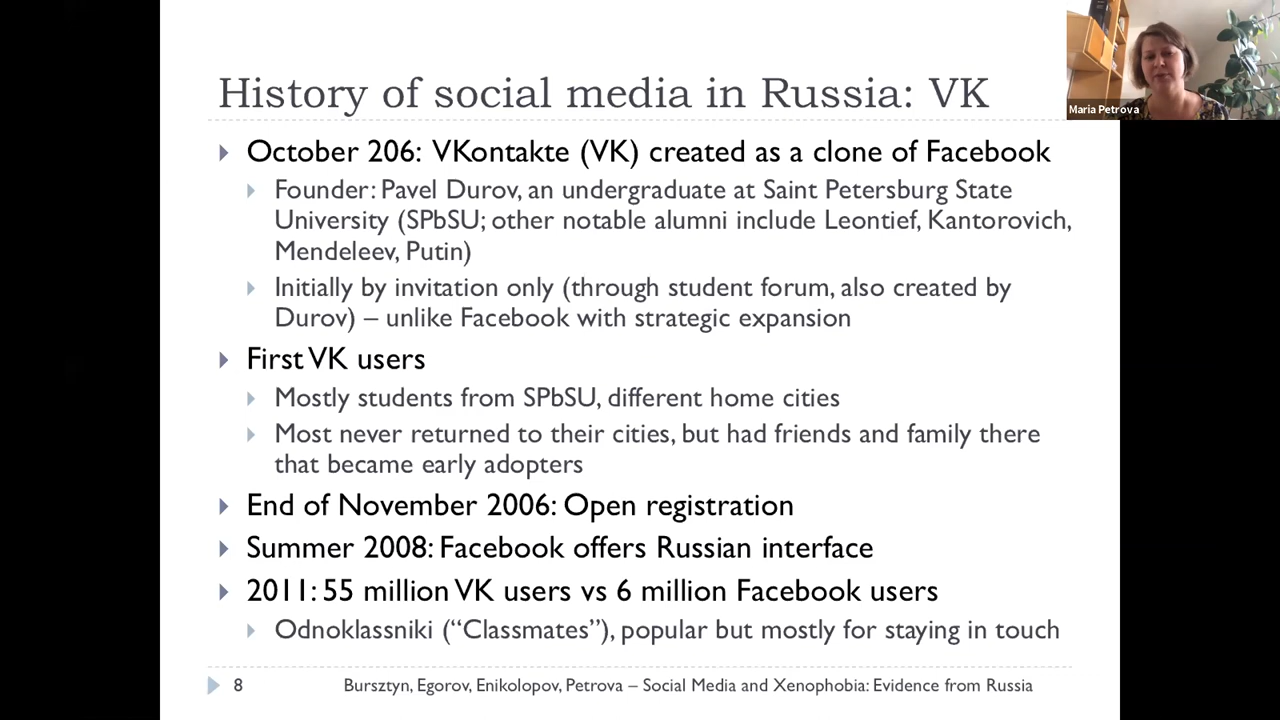 History of social media in Russia: VK
Maria Petrova
October 206: VKontakte (VK) created as a clone of Facebook
Founder: Pavel Durov, an undergraduate at Saint Petersburg State
University (SPbSU; other notable alumni include Leontief, Kantorovich,
Mendeleev, Putin)
Initially by invitation only (through student forum, also created by
Durov) – unlike Facebook with strategic expansion
First VK users
Mostly students from SPbSU, different home cities
Most never returned to their cities, but had friends and family there
that became early adopters
End of November 2006: Open registration
Summer 2008: Facebook offers Russian interface
2011: 55 million VK users vs 6 million Facebook users
Odnoklassniki (“Classmates”), popular but mostly for staying in touch
8 Bursztyn, Egorov, Enikolopov, Petrova – Social Media and Xenophobia: Evidence from Russia